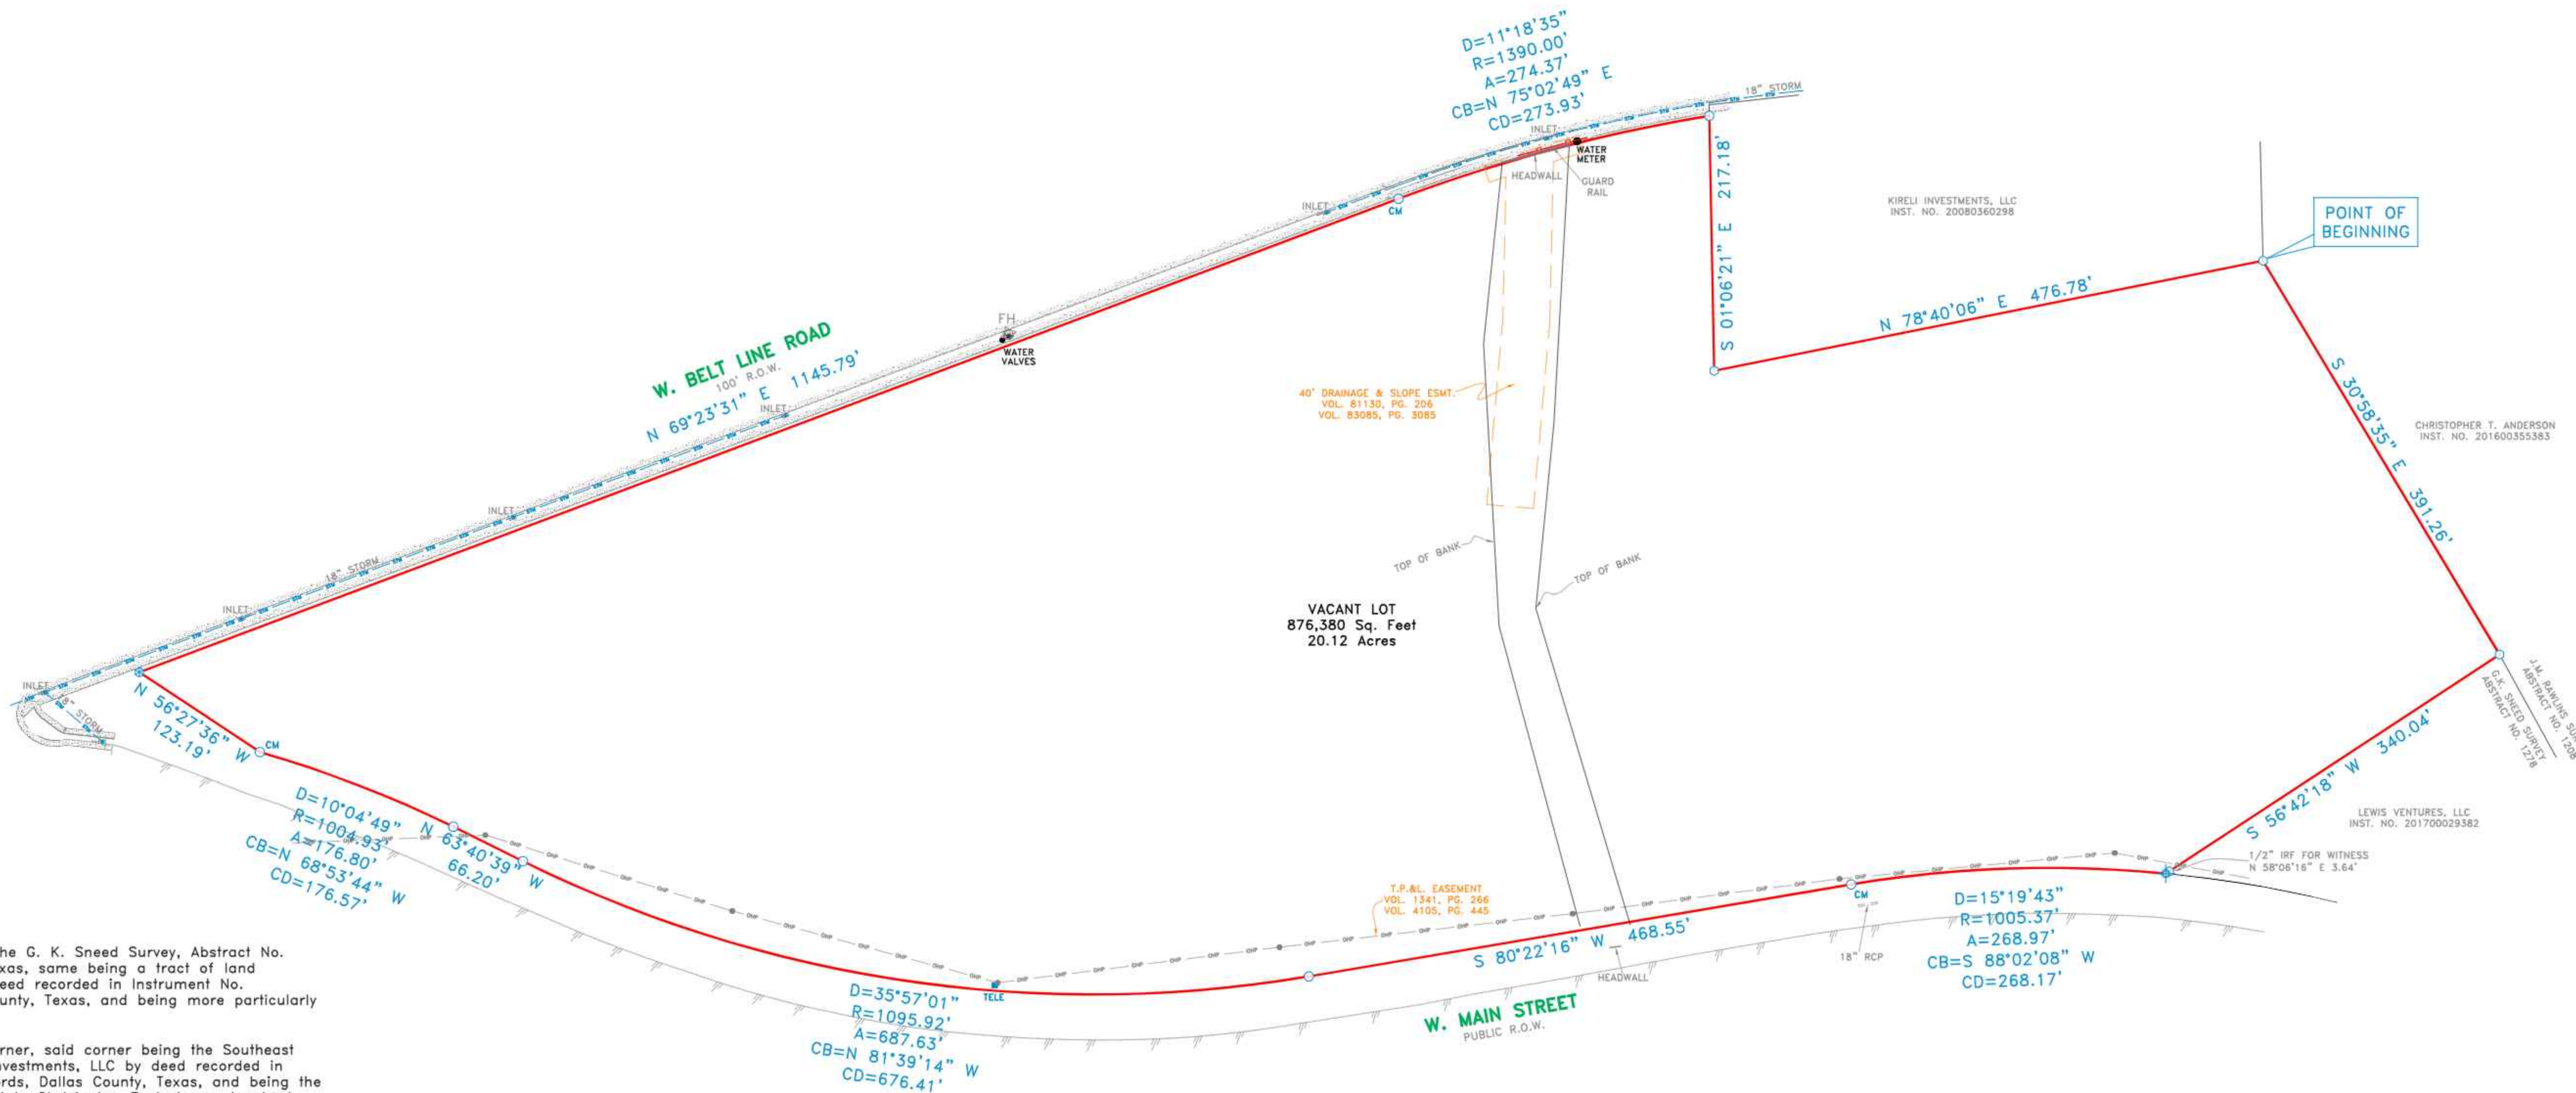 D=11°18'35"
R=1390.00'
A=274.37'
CB=N 75°02'49" E
CD=273.93'
18" STORM
INLET
WATER
METER
HEADWALL
GUARD
RAIL
INLET
CM
S 01°06'21" E 217.18'
KIRELI INVESTMENTS, LLC
INST. NO. 20080360298
POINT OF
BEGINNING
N 78°40'06" E 476.78'
W. BELT LINE ROAD
100' R.O.W.
N 69°23'31" E 1145.79'
FH
WATER
VALVES
INLET
40' DRAINAGE & SLOPE ESMT.
VOL. 81130, PG. 206
VOL. 83085, PG. 3085
S 30°58'35" E 391.26'
CHRISTOPHER T. ANDERSON
INST. NO. 201600355383
INLET
18" STORM
TOP OF BANK
TOP OF BANK
INLET
VACANT LOT
876,380 Sq. Feet
20.12 Acres
INLET
18" STORM
N 56°27'36" W
123.19'
CM
J.M. RAWLINS SU
ABSTRACT NO. 1208
G.K. SNEED SURVEY
ABSTRACT NO. 1278
S 56°42'18" W 340.04'
LEWIS VENTURES, LLC
INST. NO. 201700029382
1/2" IRF FOR WITNESS
N 58°06'16" E 3.64'
D=10°04'49"
R=1004.93'
A=176.80'
CB=N 68°53'44" W
CD=176.57'
N 63°40'39" W
66.20'
T.P.&L. EASEMENT
VOL. 1341, PG. 266
VOL. 4105, PG. 445
CM
D=15°19'43"
R=1005.37'
A=268.97'
CB=S 88°02'08" W
CD=268.17'
S 80°22'16" W 468.55'
HEADWALL
18" RCP
TELE
D=35°57'01"
R=1095.92'
A=687.63'
CB=N 81°39'14" W
CD=676.41'
W. MAIN STREET
PUBLIC R.O.W.
he G. K. Sneed Survey, Abstract No.
xas, same being a tract of land
eed recorded in Instrument No.
unty, Texas, and being more particularly
rner, said corner being the Southeast
nvestments, LLC by deed recorded in
rds, Dallas County, Texas, and being the